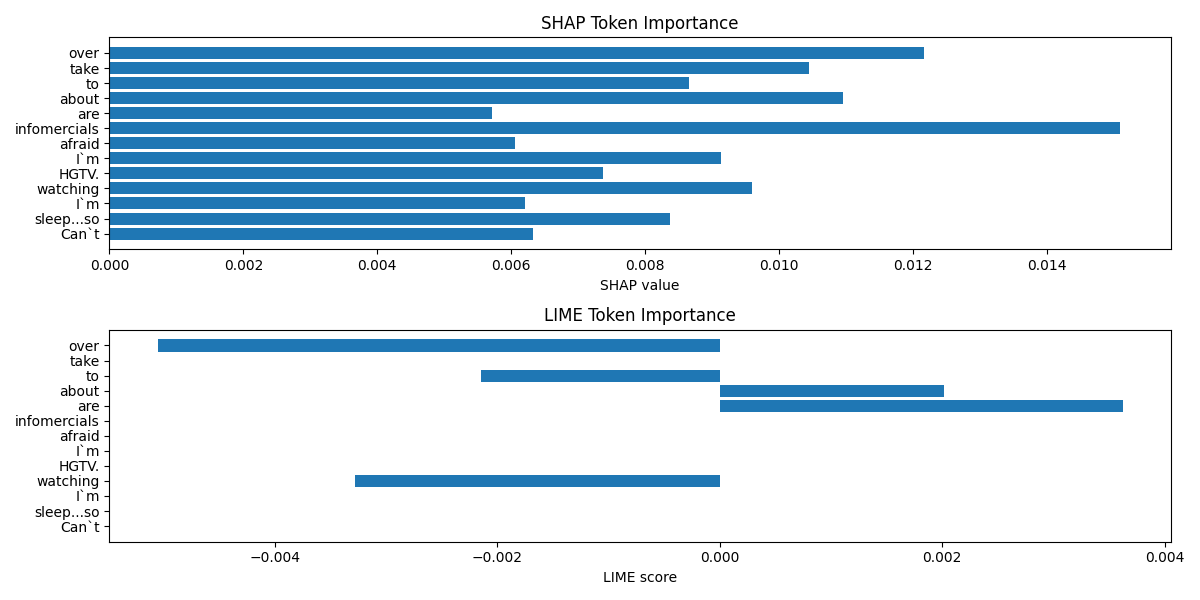 SHAP Token Importance
over
take
to
about
are
infomercials
afraid
I`m
HGTV.
watching
I`m
sleep...so
Can`t
0.000 0.002 0.004 0.006 0.008 0.010 0.012 0.014
SHAP value
LIME Token Importance
over
take
to
about
are
infomercials
afraid
I`m
HGTV.
watching
I`m
sleep...so
Can`t
−0.004 −0.002 0.000 0.002 0.004
LIME score